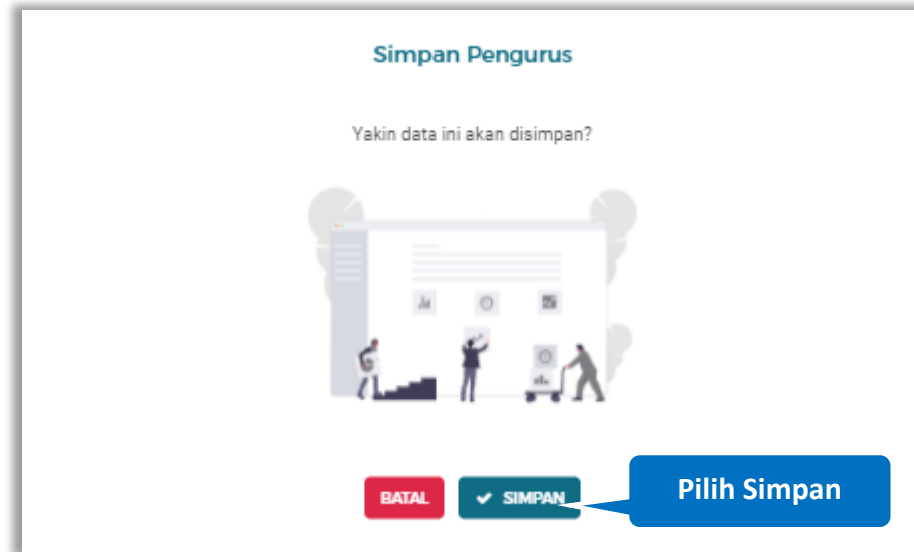 Simpan Pengurus
Yakin data ini akan disimpan?
BATAL
SIMPAN
Pilih Simpan